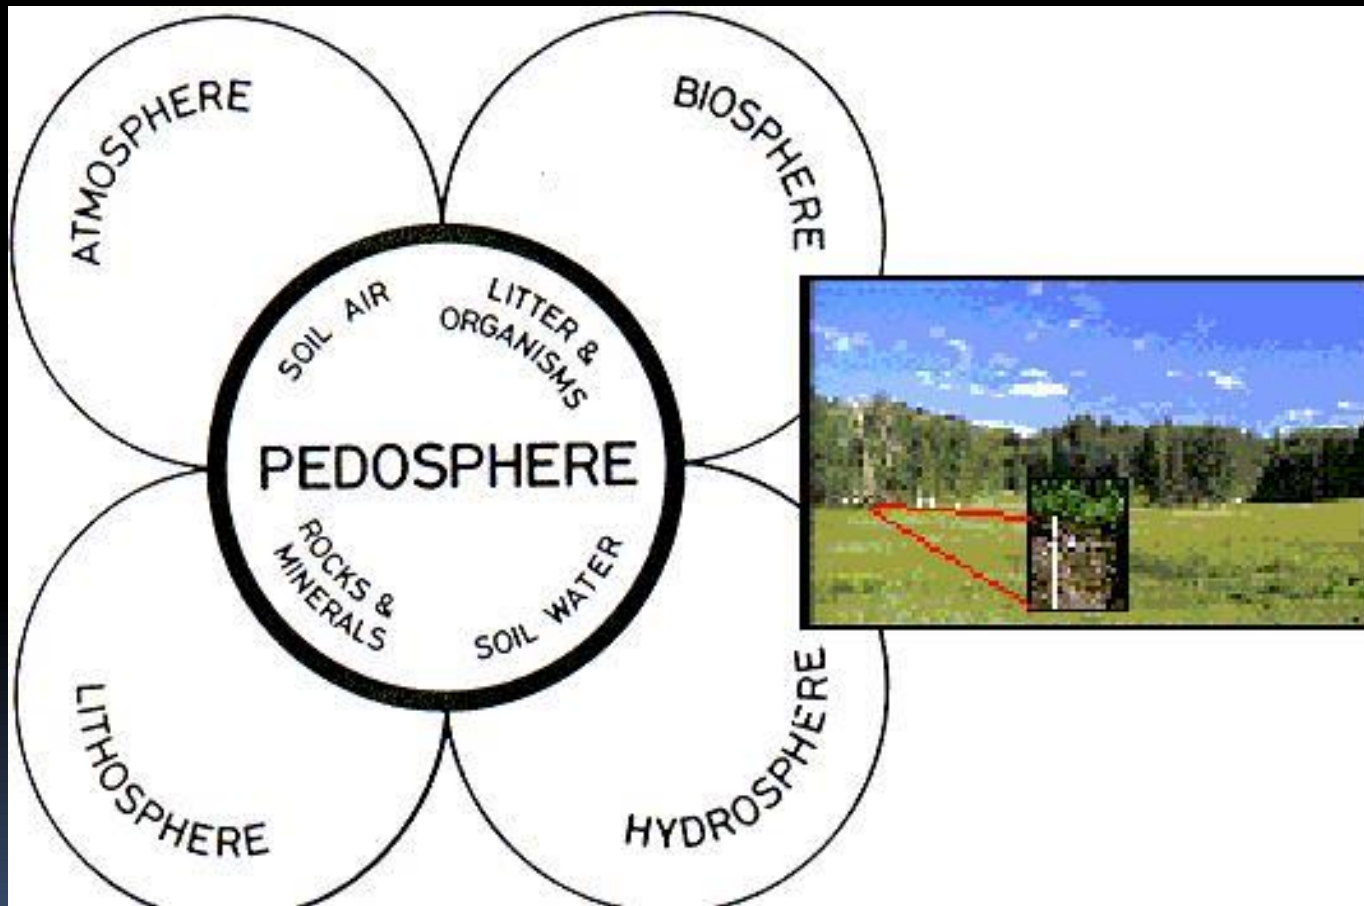 ATMOSPHERE
BIOSPHERE
SOIL AIR
LITTER &
ORGANISMS
PEDOSPHERE
ROCKS &
MINERALS
SOIL WATER
LITHOSPHERE
HYDROSPHERE